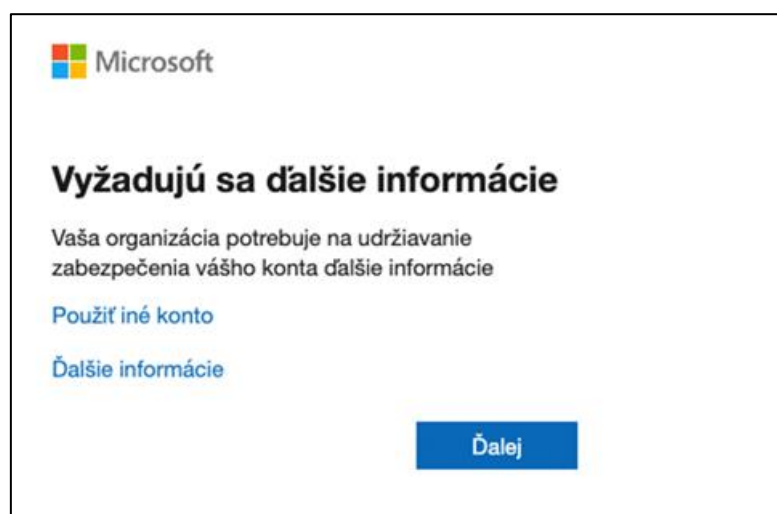 Microsoft
Vyžadujú sa ďalšie informácie
Vaša organizácia potrebuje na udržiavanie
zabezpečenia vášho konta ďalšie informácie
Použiť iné konto
Ďalšie informácie
Ďalej